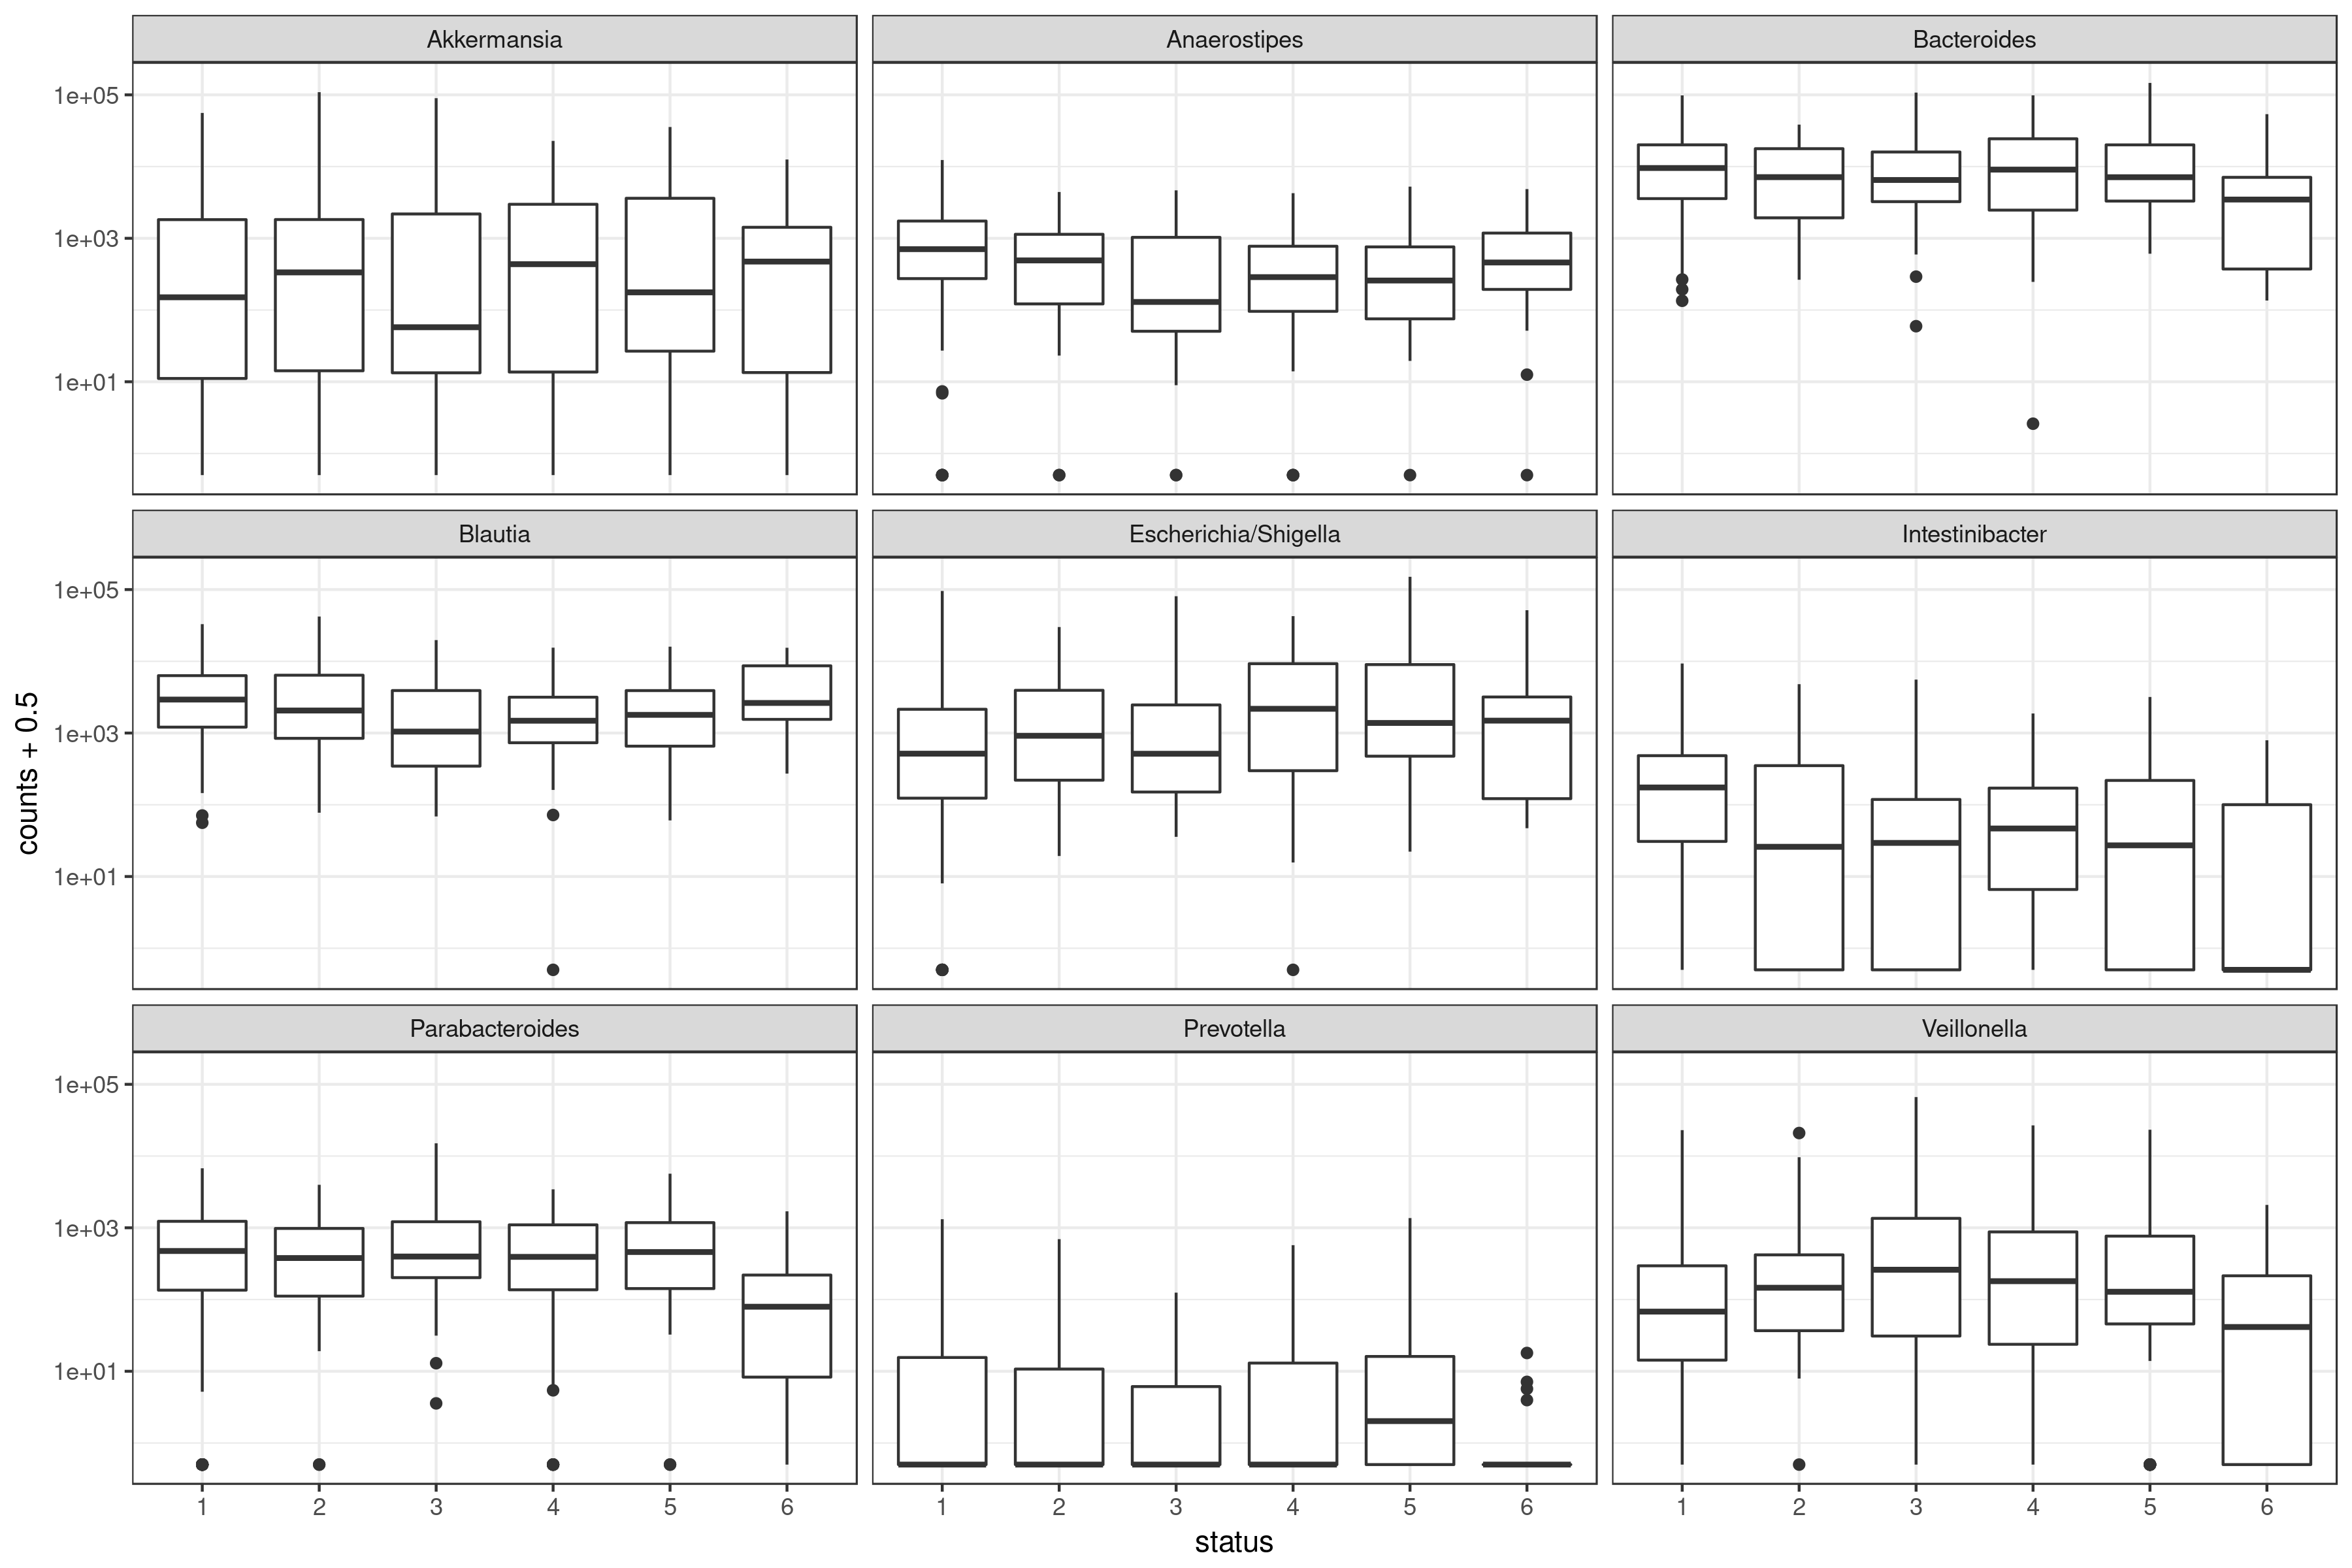 Akkermansia
Anaerostipes
Bacteroides
1e+05
1e+03
1e+01
Blautia
Escherichia/Shigella
Intestinibacter
1e+05
1e+03
1e+01
counts + 0.5
Parabacteroides
Prevotella
Veillonella
1e+05
1e+03
1e+01
1 2 3 4 5 6
1 2 3 4 5 6
1 2 3 4 5 6
status